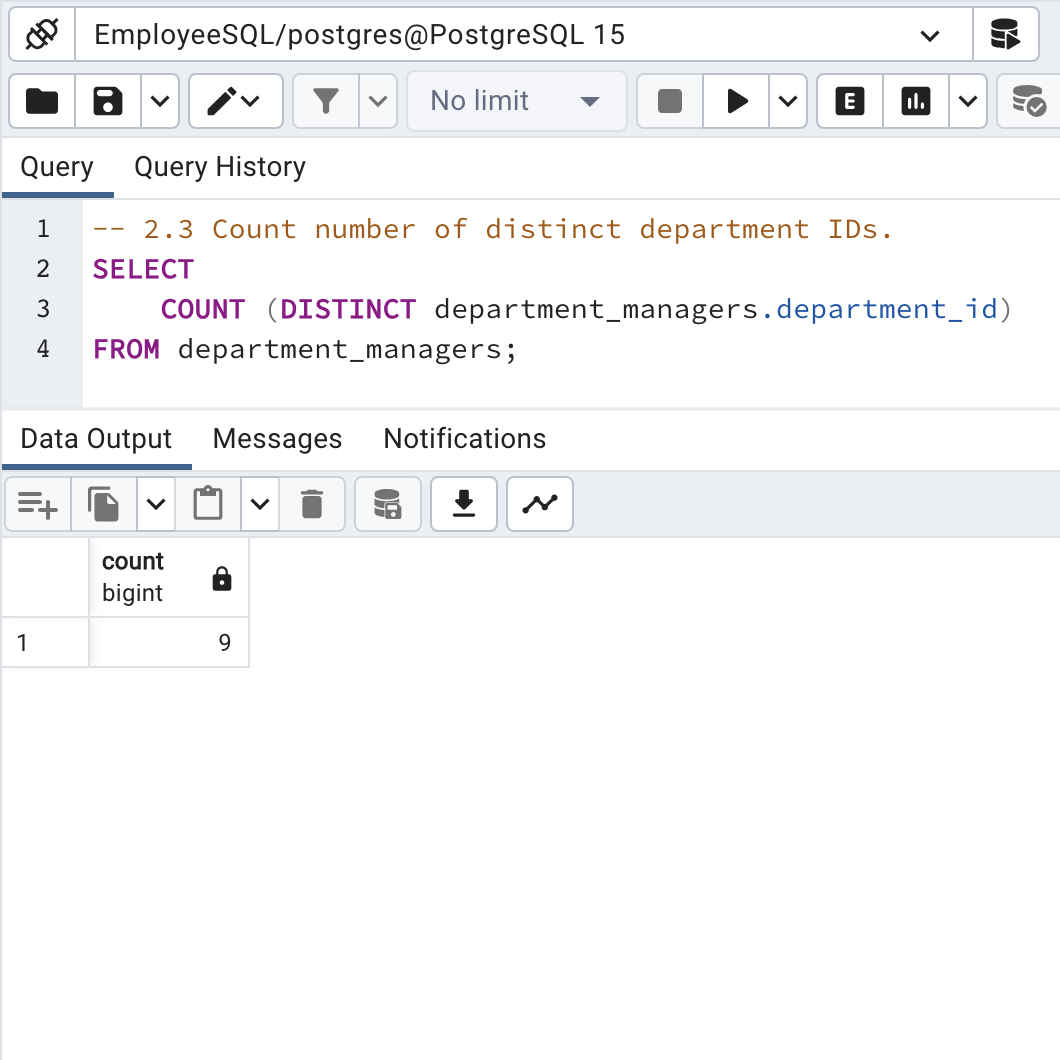 EmployeeSQL/postgres@PostgreSQL 15
No limit
E
Query Query History
1 -- 2.3 Count number of distinct department IDs.
2 SELECT
3 COUNT (DISTINCT department_managers.department_id)
4 FROM department_managers;
Data Output Messages Notifications
count
bigint
1 9